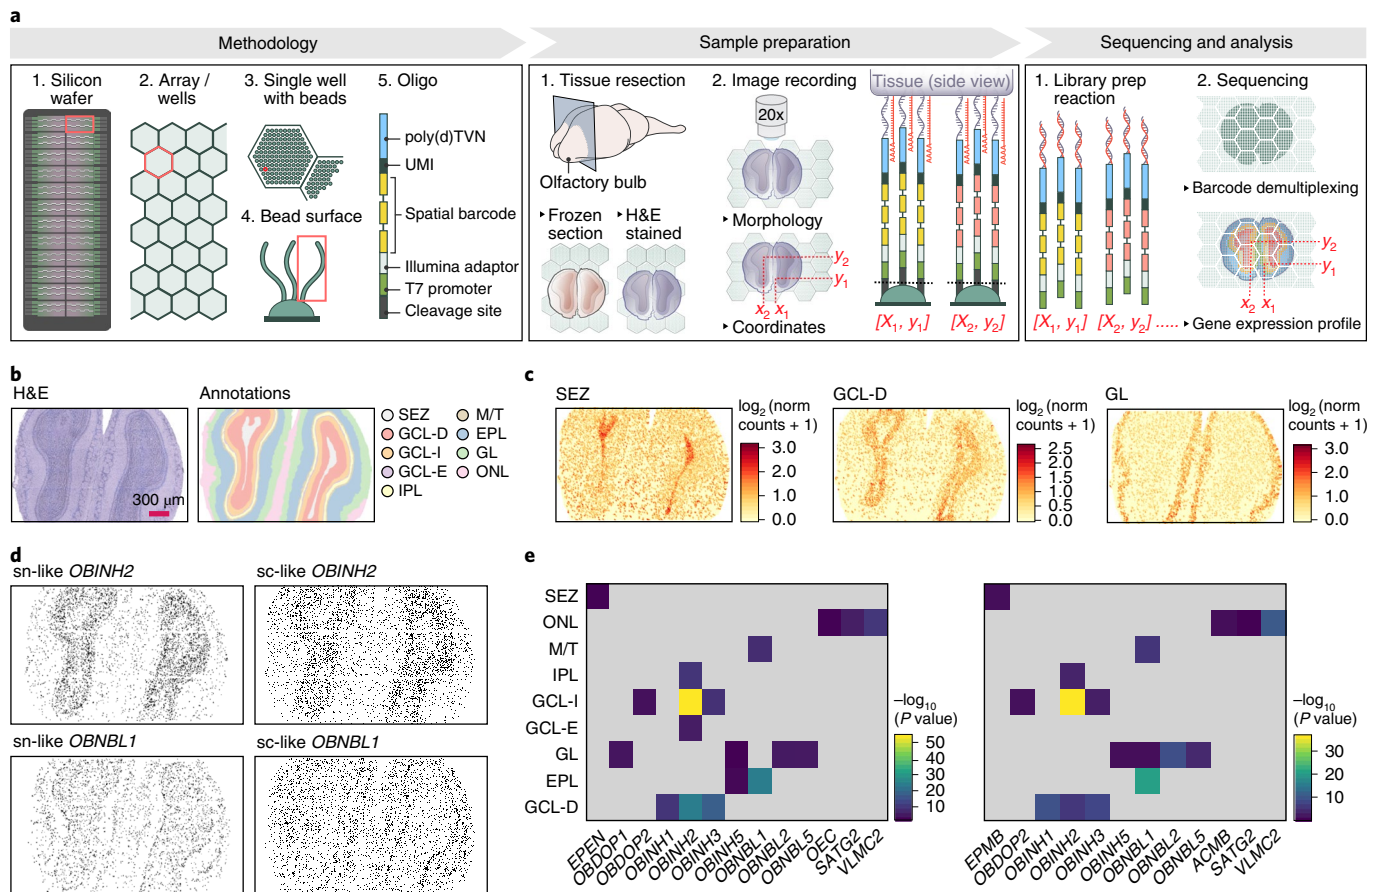 a
Methodology
Sample preparation
Sequencing and analysis
1. Silicon
wafer
2. Array /
wells
3. Single well
with beads
4. Bead surface
5. Oligo
poly(d)TVN
UMI
Spatial barcode
Illumina adaptor
T7 promoter
Cleavage site
1. Tissue resection
Olfactory bulb
Frozen
section
H&E
stained
2. Image recording
20x
Morphology
y2
y1
x2 x1
Coordinates
Tissue (side view)
AAAA
AAAA
AAAA
AAAA
AAAA
AAAA
[X1, y1]
[X2, y2]
1. Library prep
reaction
[X1, y1]
[X2, y2] .....
2. Sequencing
Barcode demultiplexing
y2
y1
x2 x1
Gene expression profile
b
H&E
300 μm
Annotations
SEZ
GCL-D
GCL-I
GCL-E
IPL
M/T
EPL
GL
ONL
c
SEZ
log2 (norm
counts + 1)
3.0
2.0
1.0
0.0
GCL-D
log2 (norm
counts + 1)
2.5
2.0
1.5
1.0
0.5
0.0
GL
log2 (norm
counts + 1)
3.0
2.0
1.0
0.0
d
sn-like OBINH2
sc-like OBINH2
sn-like OBNBL1
sc-like OBNBL1
e
SEZ
ONL
M/T
IPL
GCL-I
GCL-E
GL
EPL
GCL-D
EPEN
OBDOP1
OBDOP2
OBINH1
OBINH2
OBINH3
OBINH5
OBNBL1
OBNBL2
OBNBL5
OEC
SATG2
VLMC2
–log10
(P value)
50
40
30
20
10
EPMB
OBDOP2
OBINH1
OBINH2
OBINH3
OBINH5
OBNBL1
OBNBL2
OBNBL5
ACMB
SATG2
VLMC2
–log10
(P value)
30
20
10